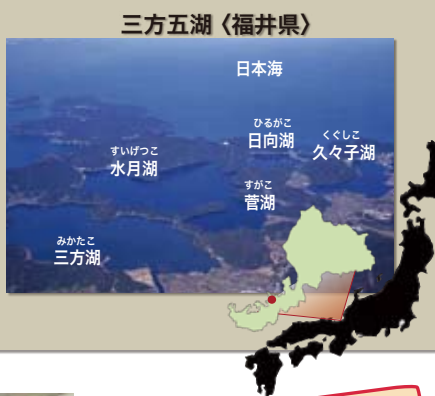 三方五湖〈福井県〉
日本海
ひるがこ
日向湖
くぐしこ
久々子湖
すいげつこ
水月湖
すがこ
菅湖
みかたこ
三方湖